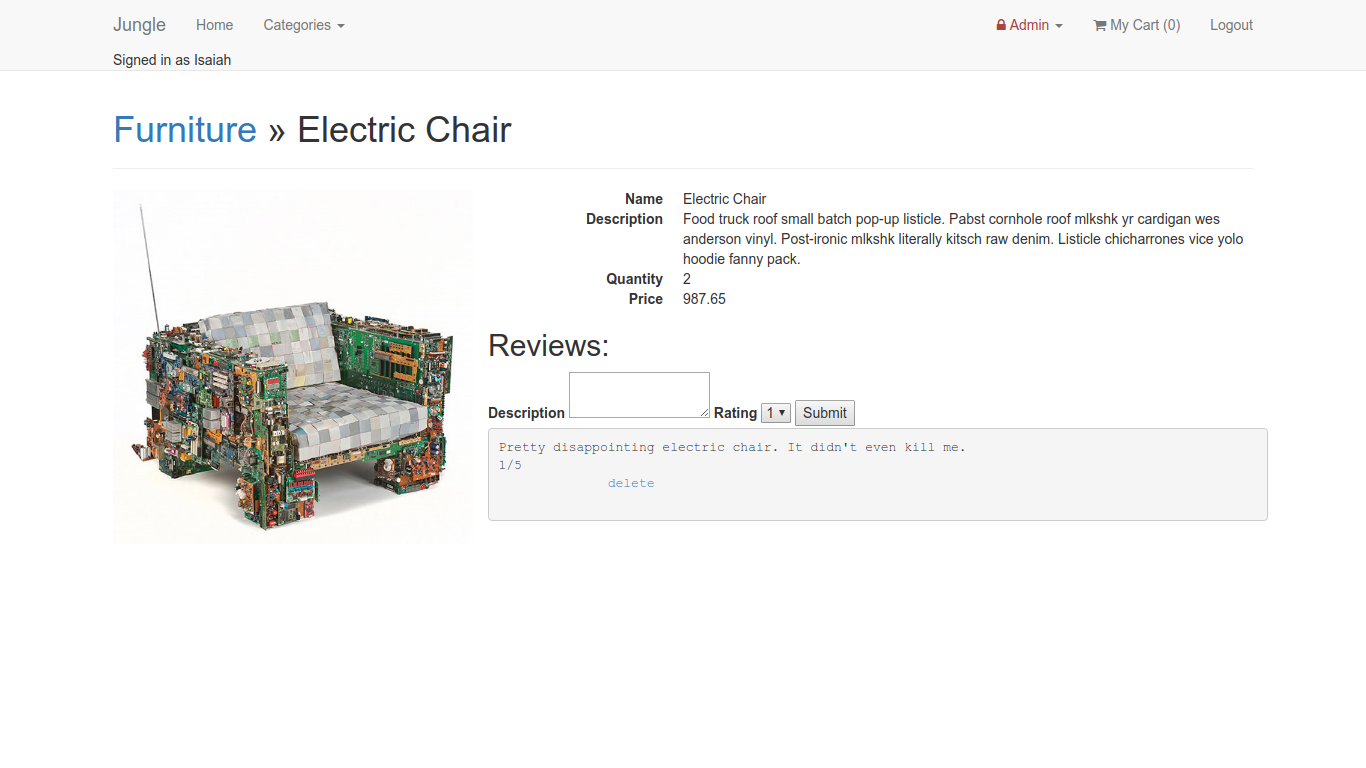 Jungle Home Categories Admin My Cart (0) Logout
Signed in as Isaiah
Furniture » Electric Chair
Name Electric Chair
Description Food truck roof small batch pop-up listicle. Pabst cornhole roof mlkshk yr cardigan wes
anderson vinyl. Post-ironic mlkshk literally kitsch raw denim. Listicle chicharrones vice yolo
hoodie fanny pack.
Quantity 2
Price 987.65
Reviews:
Description Rating 1 Submit
Pretty disappointing electric chair. It didn't even kill me.
1/5
delete